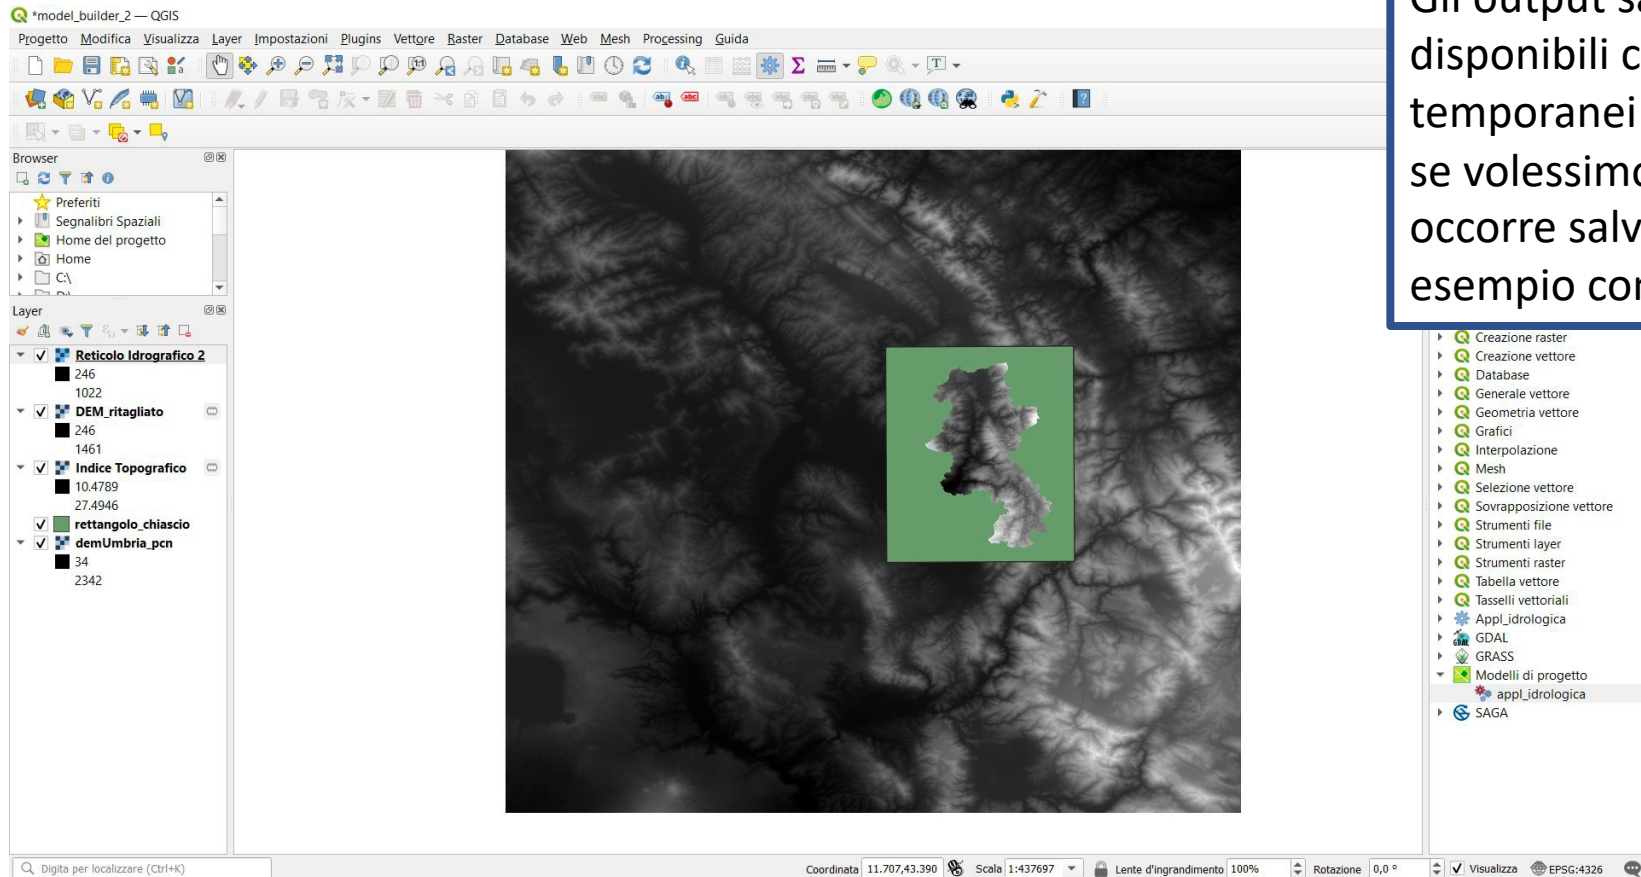 *model_builder_2 — QGIS
Progetto Modifica Visualizza Layer Impostazioni Plugins Vettore Raster Database Web Mesh Processing Guida
Gli output
disponibili
temporanei
se volessimo
occorre
esempio
Browser
Preferiti
Segnalibri Spaziali
Home del progetto
Home
C:\
Layer
Reticolo Idrografico 2
246
1022
DEM_ritagliato
246
1461
Indice Topografico
10.4789
27.4946
rettangolo_chiascio
demUmbria_pcn
34
2342
Creazione raster
Creazione vettore
Database
Generale vettore
Geometria vettore
Grafici
Interpolazione
Mesh
Selezione vettore
Sovrapposizione vettore
Strumenti file
Strumenti layer
Strumenti raster
Tabella vettore
Tasselli vettoriali
Appl_idrologica
GDAL
GRASS
Modelli di progetto
appl_idrologica
SAGA
Digita per localizzare (Ctrl+K)
Coordinata 11.707,43.390 Scala 1:437697 Lente d'ingrandimento 100% Rotazione 0,0 ° Visualizza EPSG:4326